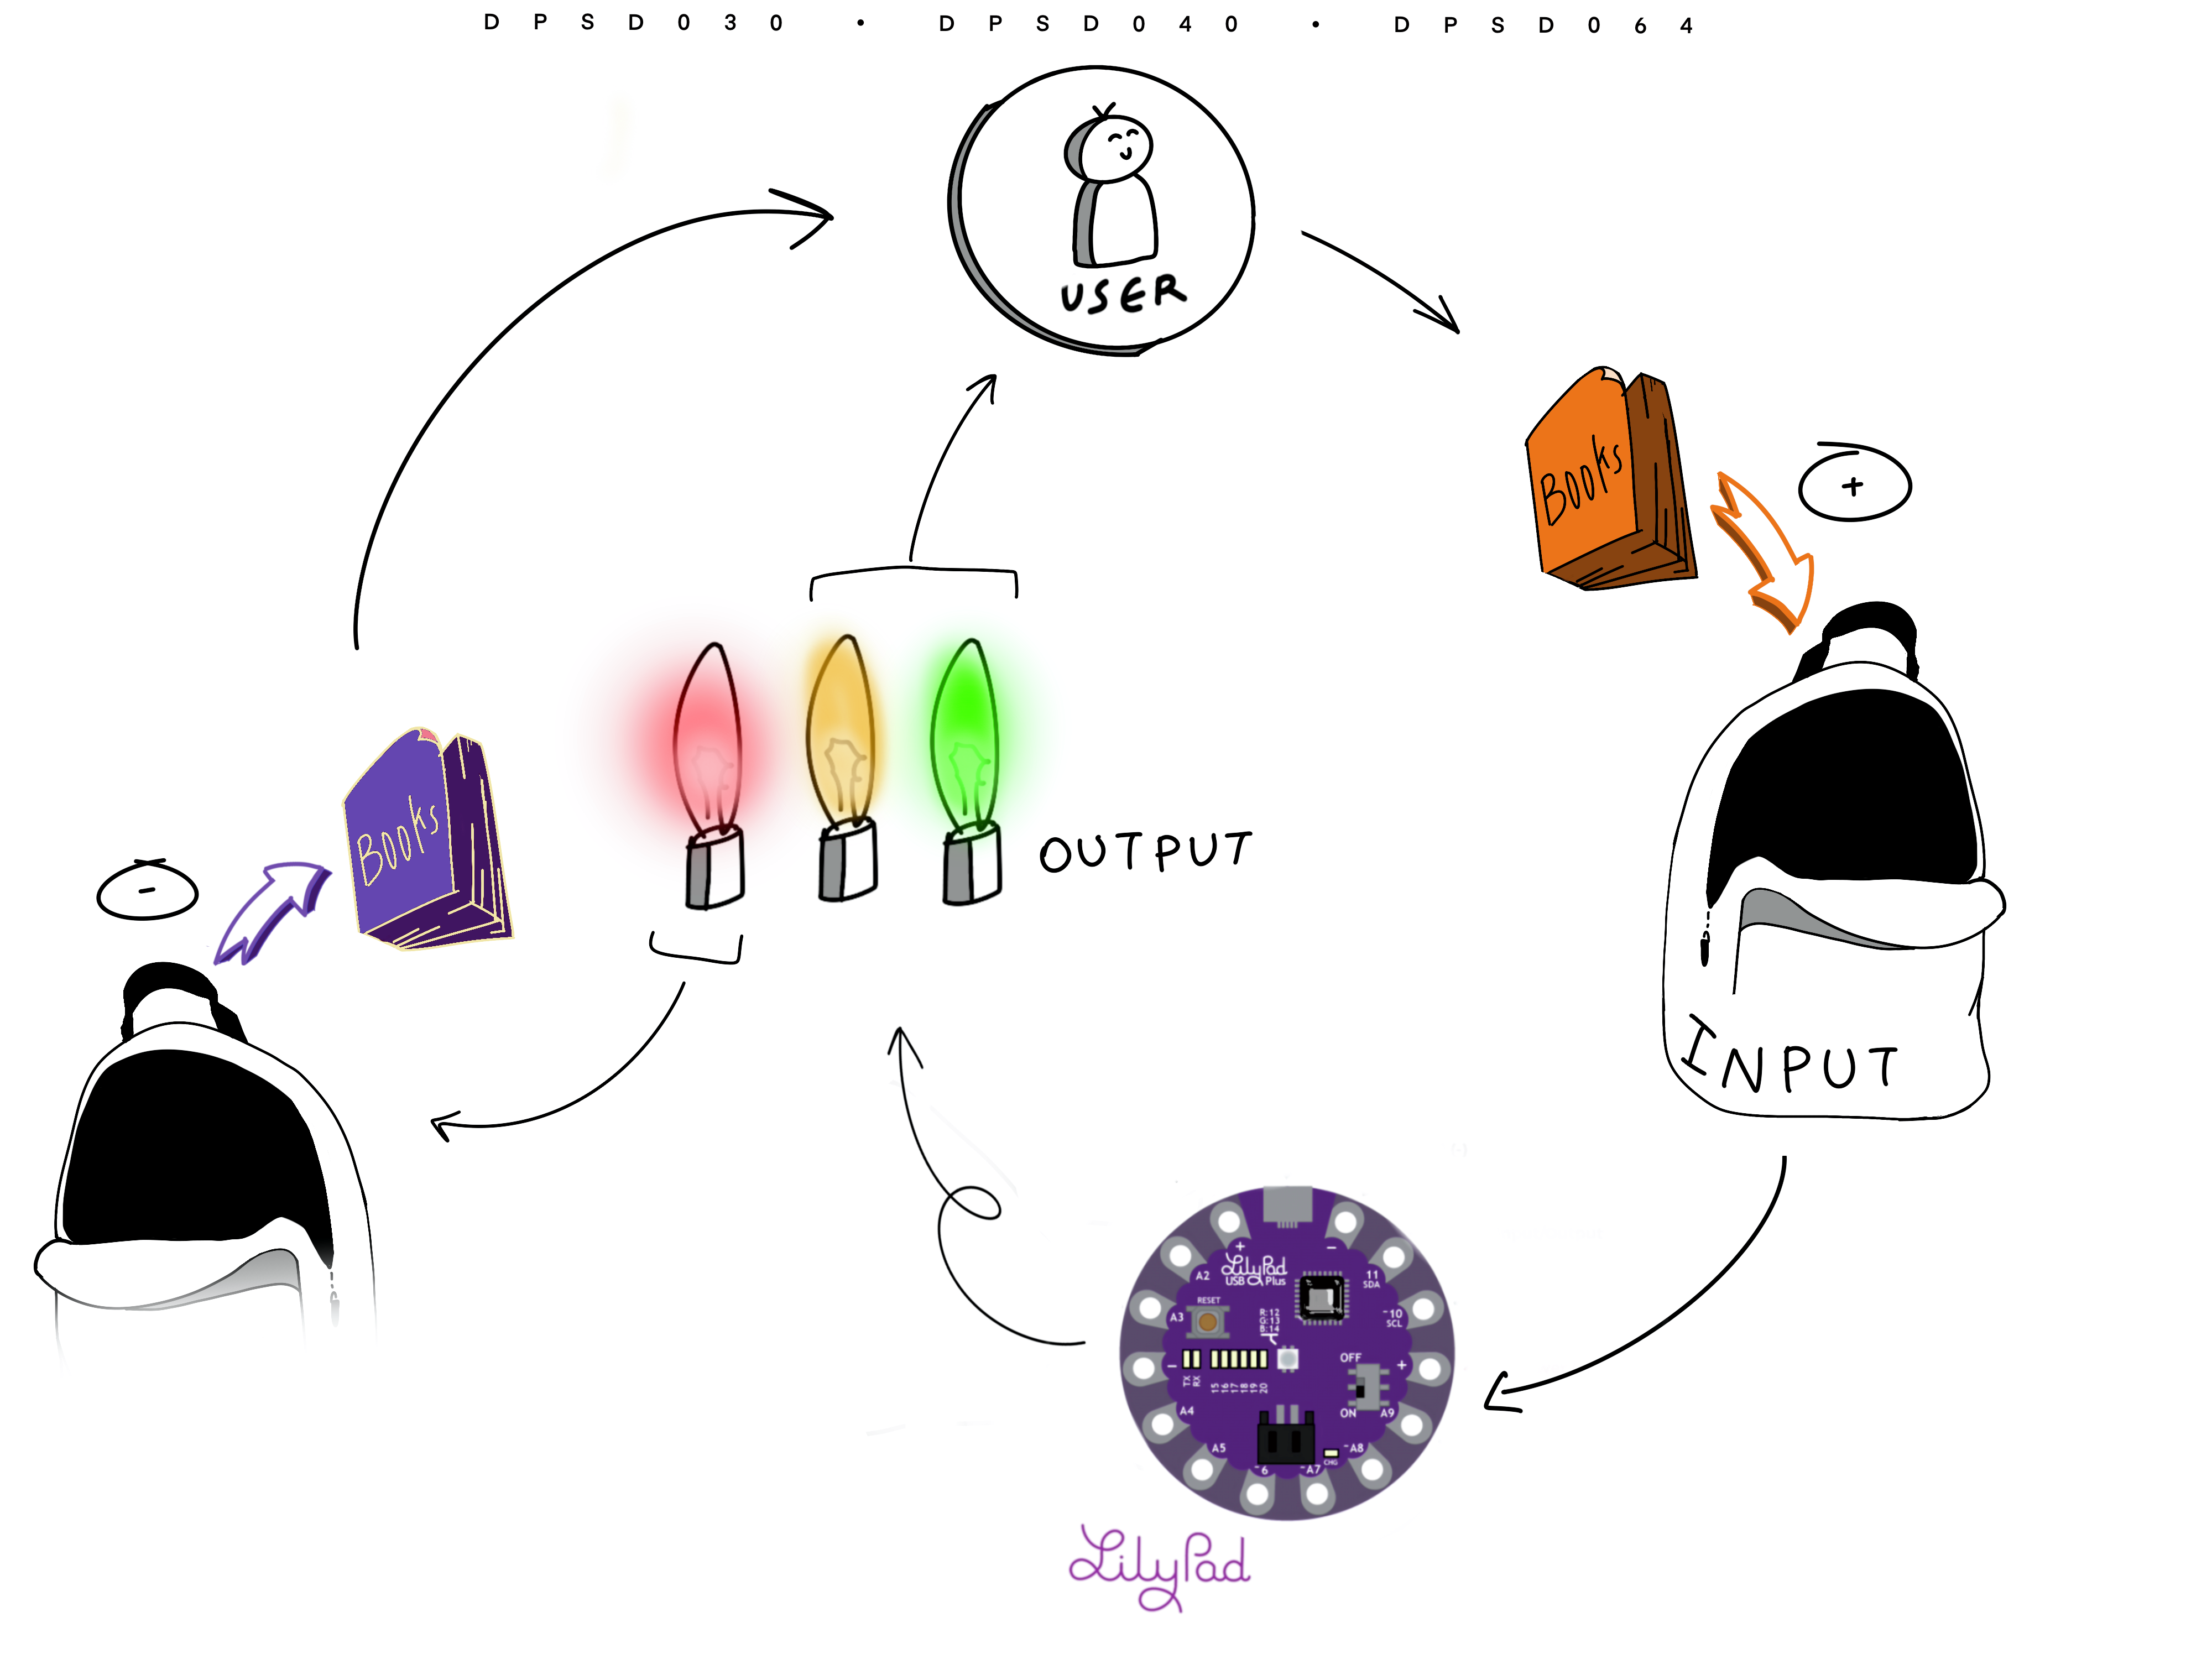 DPSD030 • DPSD040 • DPSD064
USER
Books
+
Books
OUTPUT
-
INPUT
+
-
LilyPad
USB Plus
A2
11
SDA
RESET
A3
R:12
G:13
B:14
~10
SCL
-
OFF
+
TX
RX
15
16
17
18
19
20
A4
ON
A9
A5
~A8
CHG
~6
~A7
LilyPad